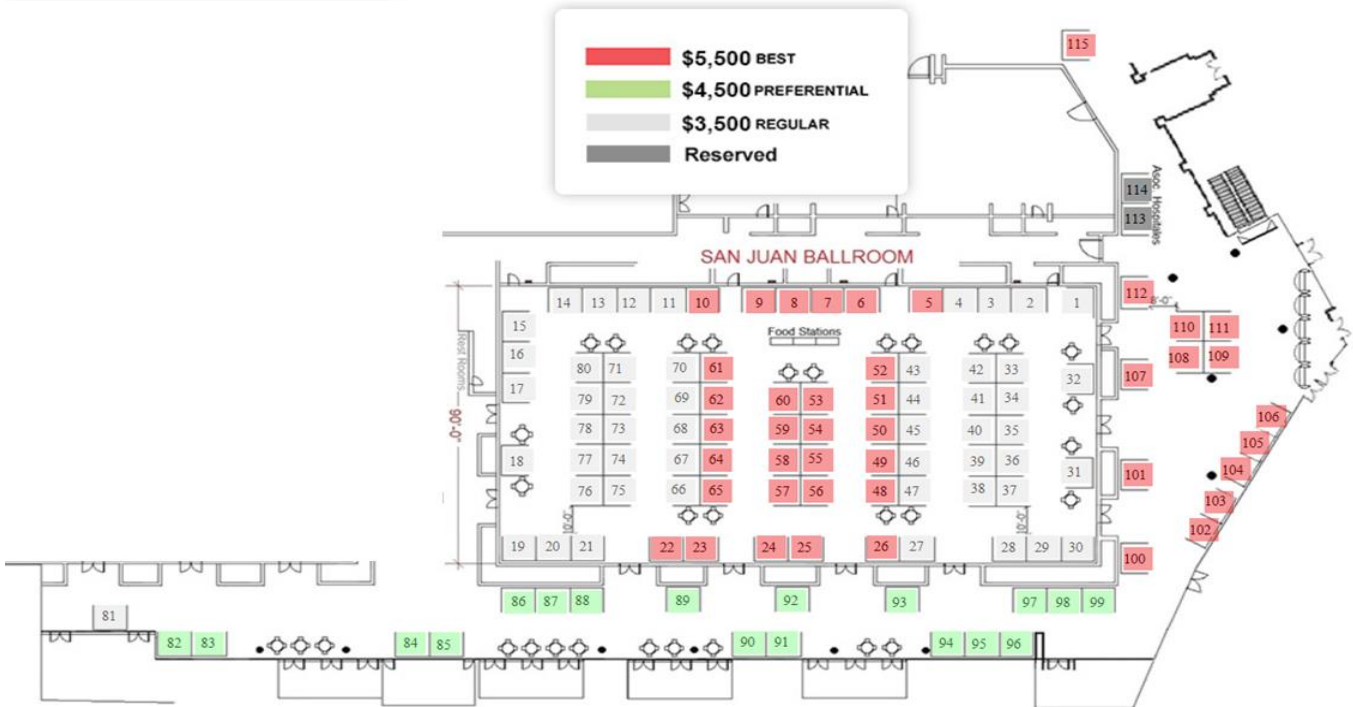 $5,500 BEST
$4,500 PREFERENTIAL
$3,500 REGULAR
Reserved
115
114
113
Asoc. Hospitales
SAN JUAN BALLROOM
14 13 12 11 10 9 8 7 6 5 4 3 2 1
112
8'-0"
15
Food Stations
110 111
16
Rest Rooms
108 109
80 71 70 61 52 43 42 33
17
32
107
79 72 69 62 60 53 51 44 41 34
90'-0"
106
78 73 68 63 59 54 50 45 40 35
105
18
77 74 67 64 58 55 49 46 39 36
31
101
104
76 75 66 65 57 56 48 47 38 37
103
10'-0"
10'-0"
102
19 20 21 22 23 24 25 26 27 28 29 30
100
86 87 88 89 92 93 97 98 99
81
82 83 84 85 90 91 94 95 96